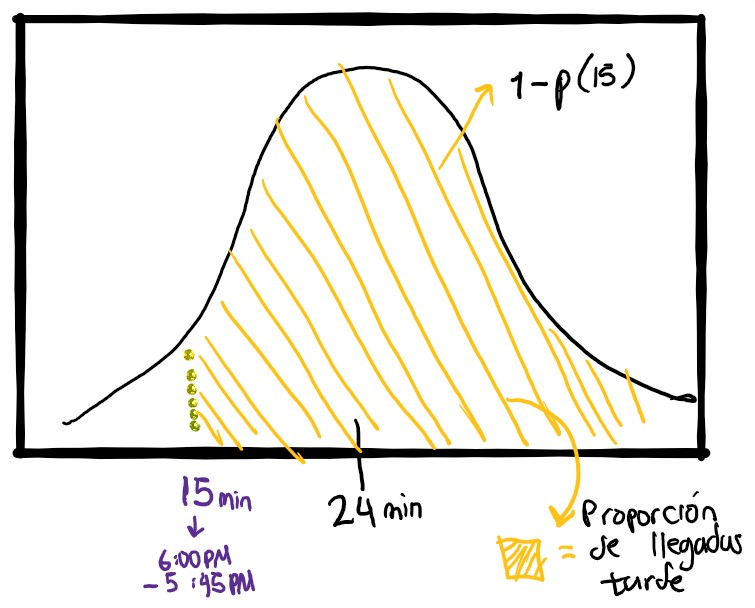 1-p(15)
15 min
24 min
6:00PM
- 5:45PM
= Proporción
de llegadas
tarde